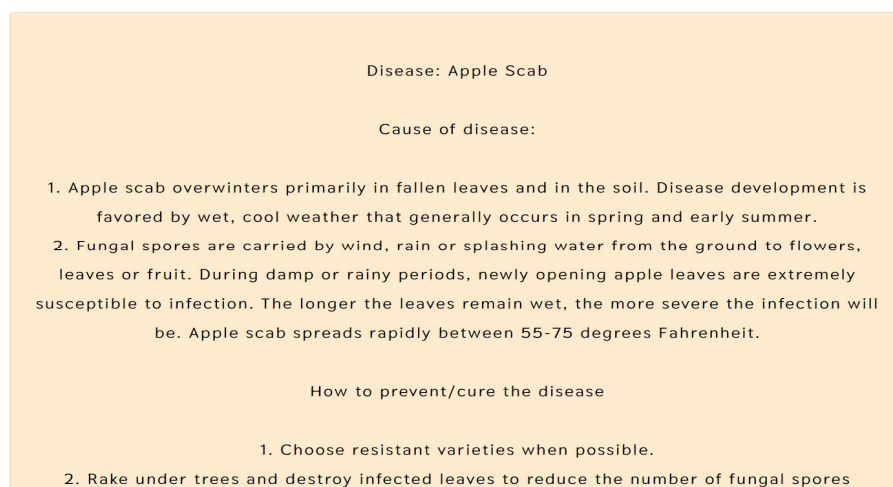 Disease: Apple Scab
Cause of disease:
1. Apple scab overwinters primarily in fallen leaves and in the soil. Disease development is
favored by wet, cool weather that generally occurs in spring and early summer.
2. Fungal spores are carried by wind, rain or splashing water from the ground to flowers,
leaves or fruit. During damp or rainy periods, newly opening apple leaves are extremely
susceptible to infection. The longer the leaves remain wet, the more severe the infection will
be. Apple scab spreads rapidly between 55-75 degrees Fahrenheit.
How to prevent/cure the disease
1. Choose resistant varieties when possible.
2. Rake under trees and destroy infected leaves to reduce the number of fungal spores